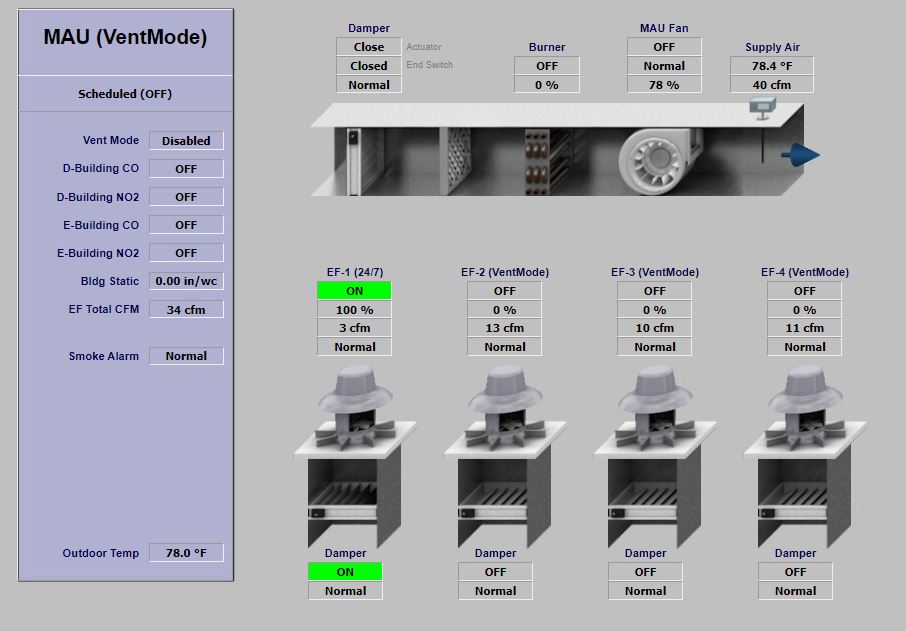 MAU (VentMode)
Scheduled (OFF)
Vent Mode Disabled
D-Building CO OFF
D-Building NO2 OFF
E-Building CO OFF
E-Building NO2 OFF
Bldg Static 0.00 in/wc
EF Total CFM 34 cfm
Smoke Alarm Normal
Outdoor Temp 78.0 °F
Damper
Close Actuator
Closed End Switch
Normal
Burner
OFF
0 %
MAU Fan
OFF
Normal
78 %
Supply Air
78.4 °F
40 cfm
EF-1 (24/7)
ON
100 %
3 cfm
Normal
Damper
ON
Normal
EF-2 (VentMode)
OFF
0 %
13 cfm
Normal
Damper
OFF
Normal
EF-3 (VentMode)
OFF
0 %
10 cfm
Normal
Damper
OFF
Normal
EF-4 (VentMode)
OFF
0 %
11 cfm
Normal
Damper
OFF
Normal